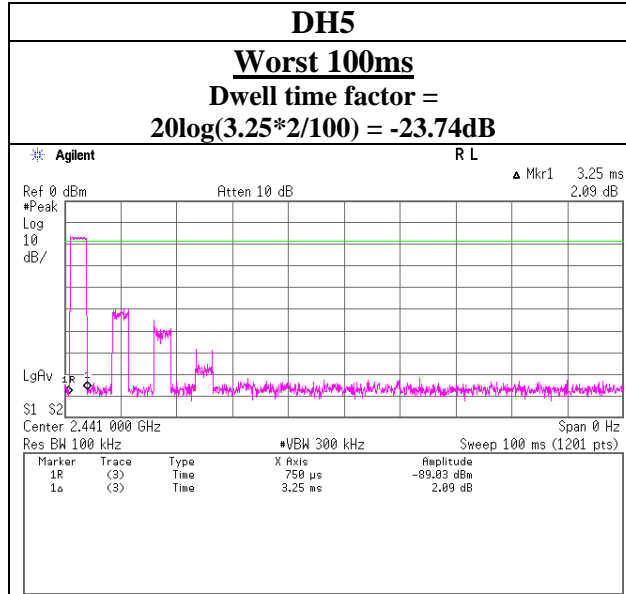 DH5
Worst 100ms
Dwell time factor =
20log(3.25*2/100) = -23.74dB
Agilent R L
Δ Mkr1 3.25 ms
Ref 0 dBm Atten 10 dB 2.09 dB
#Peak
Log
10
dB/
LgAv
1R 1
S1 S2
Center 2.441 000 GHz Span 0 Hz
Res BW 100 kHz #VBW 300 kHz Sweep 100 ms (1201 pts)
Marker Trace Type X Axis Amplitude
1R (3) Time 750 µs -89.03 dBm
1Δ (3) Time 3.25 ms 2.09 dB